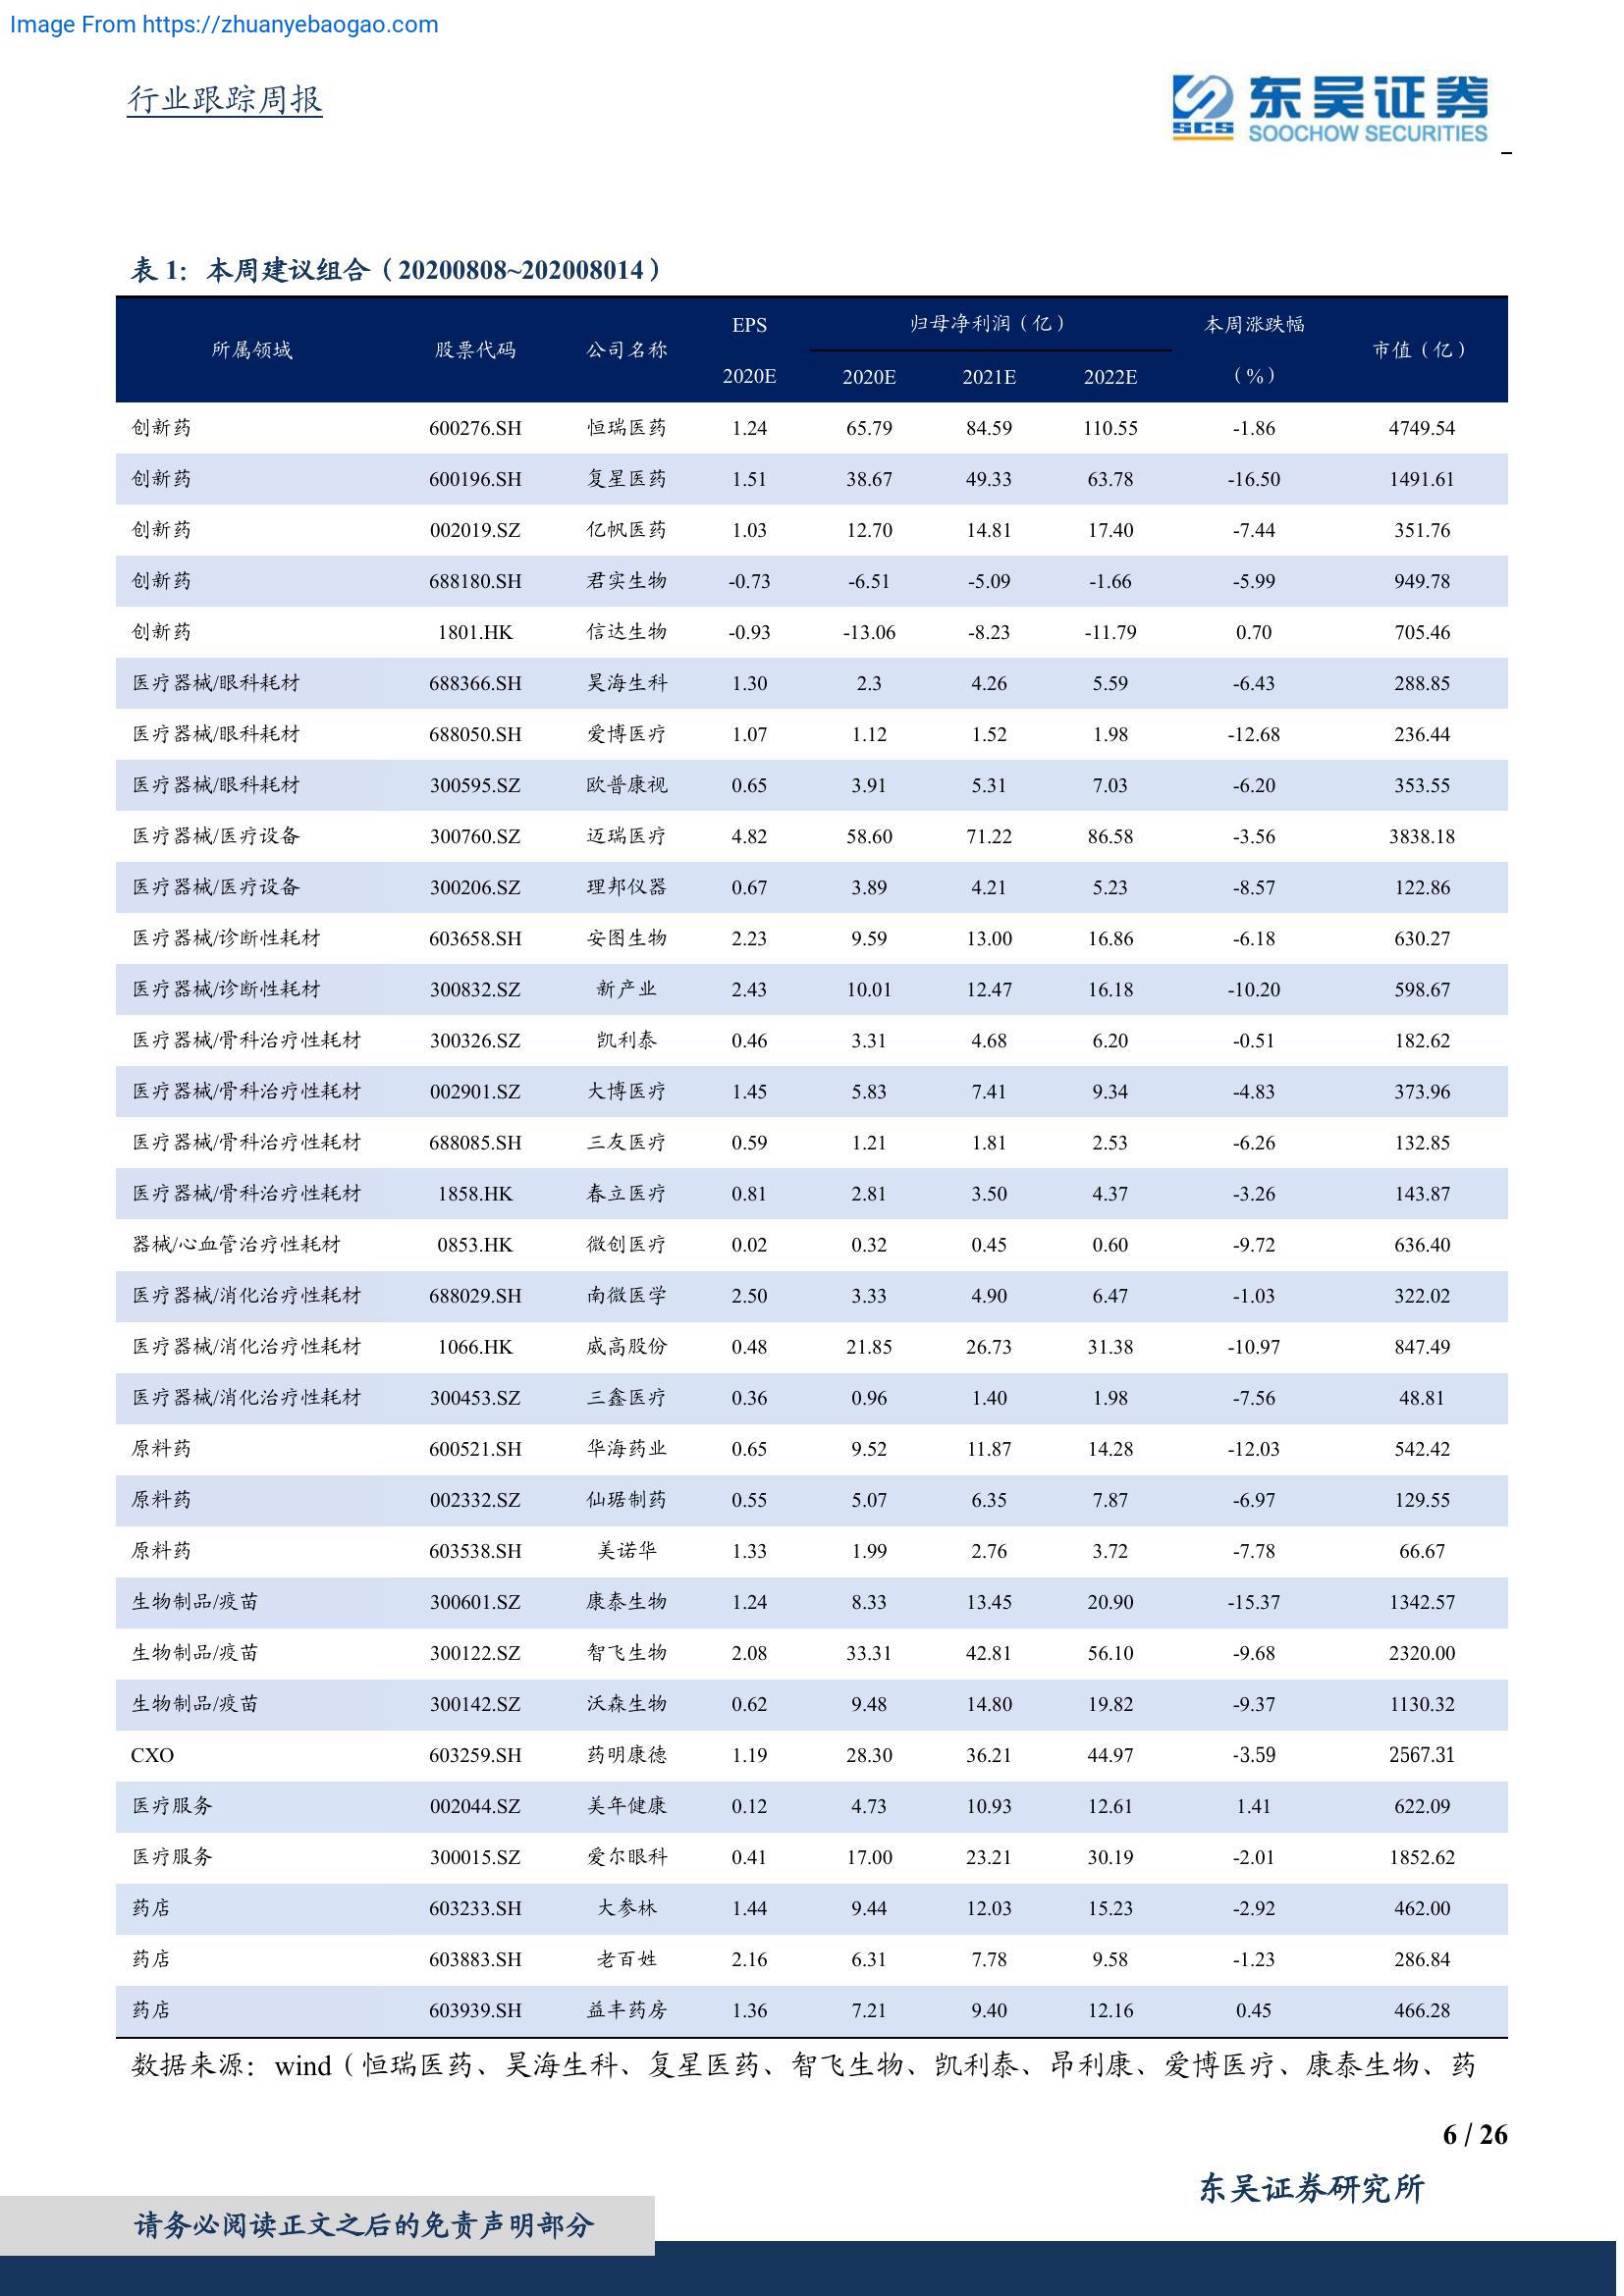 Image From https://zhuanyebaogao.com
行业跟踪周报
SCS 东吴证券
SOOCHOW SECURITIES
表 1: 本周建议组合（20200808~202008014）
所属领域 股票代码 公司名称 EPS 归母净利润（亿） 本周涨跌幅 市值（亿）
2020E 2020E 2021E 2022E （%）
创新药 600276.SH 恒瑞医药 1.24 65.79 84.59 110.55 -1.86 4749.54
创新药 600196.SH 复星医药 1.51 38.67 49.33 63.78 -16.50 1491.61
创新药 002019.SZ 亿帆医药 1.03 12.70 14.81 17.40 -7.44 351.76
创新药 688180.SH 君实生物 -0.73 -6.51 -5.09 -1.66 -5.99 949.78
创新药 1801.HK 信达生物 -0.93 -13.06 -8.23 -11.79 0.70 705.46
医疗器械/眼科耗材 688366.SH 昊海生科 1.30 2.3 4.26 5.59 -6.43 288.85
医疗器械/眼科耗材 688050.SH 爱博医疗 1.07 1.12 1.52 1.98 -12.68 236.44
医疗器械/眼科耗材 300595.SZ 欧普康视 0.65 3.91 5.31 7.03 -6.20 353.55
医疗器械/医疗设备 300760.SZ 迈瑞医疗 4.82 58.60 71.22 86.58 -3.56 3838.18
医疗器械/医疗设备 300206.SZ 理邦仪器 0.67 3.89 4.21 5.23 -8.57 122.86
医疗器械/诊断性耗材 603658.SH 安图生物 2.23 9.59 13.00 16.86 -6.18 630.27
医疗器械/诊断性耗材 300832.SZ 新产业 2.43 10.01 12.47 16.18 -10.20 598.67
医疗器械/骨科治疗性耗材 300326.SZ 凯利泰 0.46 3.31 4.68 6.20 -0.51 182.62
医疗器械/骨科治疗性耗材 002901.SZ 大博医疗 1.45 5.83 7.41 9.34 -4.83 373.96
医疗器械/骨科治疗性耗材 688085.SH 三友医疗 0.59 1.21 1.81 2.53 -6.26 132.85
医疗器械/骨科治疗性耗材 1858.HK 春立医疗 0.81 2.81 3.50 4.37 -3.26 143.87
器械/心血管治疗性耗材 0853.HK 微创医疗 0.02 0.32 0.45 0.60 -9.72 636.40
医疗器械/消化治疗性耗材 688029.SH 南微医学 2.50 3.33 4.90 6.47 -1.03 322.02
医疗器械/消化治疗性耗材 1066.HK 威高股份 0.48 21.85 26.73 31.38 -10.97 847.49
医疗器械/消化治疗性耗材 300453.SZ 三鑫医疗 0.36 0.96 1.40 1.98 -7.56 48.81
原料药 600521.SH 华海药业 0.65 9.52 11.87 14.28 -12.03 542.42
原料药 002332.SZ 仙琚制药 0.55 5.07 6.35 7.87 -6.97 129.55
原料药 603538.SH 美诺华 1.33 1.99 2.76 3.72 -7.78 66.67
生物制品/疫苗 300601.SZ 康泰生物 1.24 8.33 13.45 20.90 -15.37 1342.57
生物制品/疫苗 300122.SZ 智飞生物 2.08 33.31 42.81 56.10 -9.68 2320.00
生物制品/疫苗 300142.SZ 沃森生物 0.62 9.48 14.80 19.82 -9.37 1130.32
CXO 603259.SH 药明康德 1.19 28.30 36.21 44.97 -3.59 2567.31
医疗服务 002044.SZ 美年健康 0.12 4.73 10.93 12.61 1.41 622.09
医疗服务 300015.SZ 爱尔眼科 0.41 17.00 23.21 30.19 -2.01 1852.62
药店 603233.SH 大参林 1.44 9.44 12.03 15.23 -2.92 462.00
药店 603883.SH 老百姓 2.16 6.31 7.78 9.58 -1.23 286.84
药店 603939.SH 益丰药房 1.36 7.21 9.40 12.16 0.45 466.28
数据来源：wind（恒瑞医药、昊海生科、复星医药、智飞生物、凯利泰、昂利康、爱博医疗、康泰生物、药
6 / 26
东吴证券研究所
请务必阅读正文之后的免责声明部分